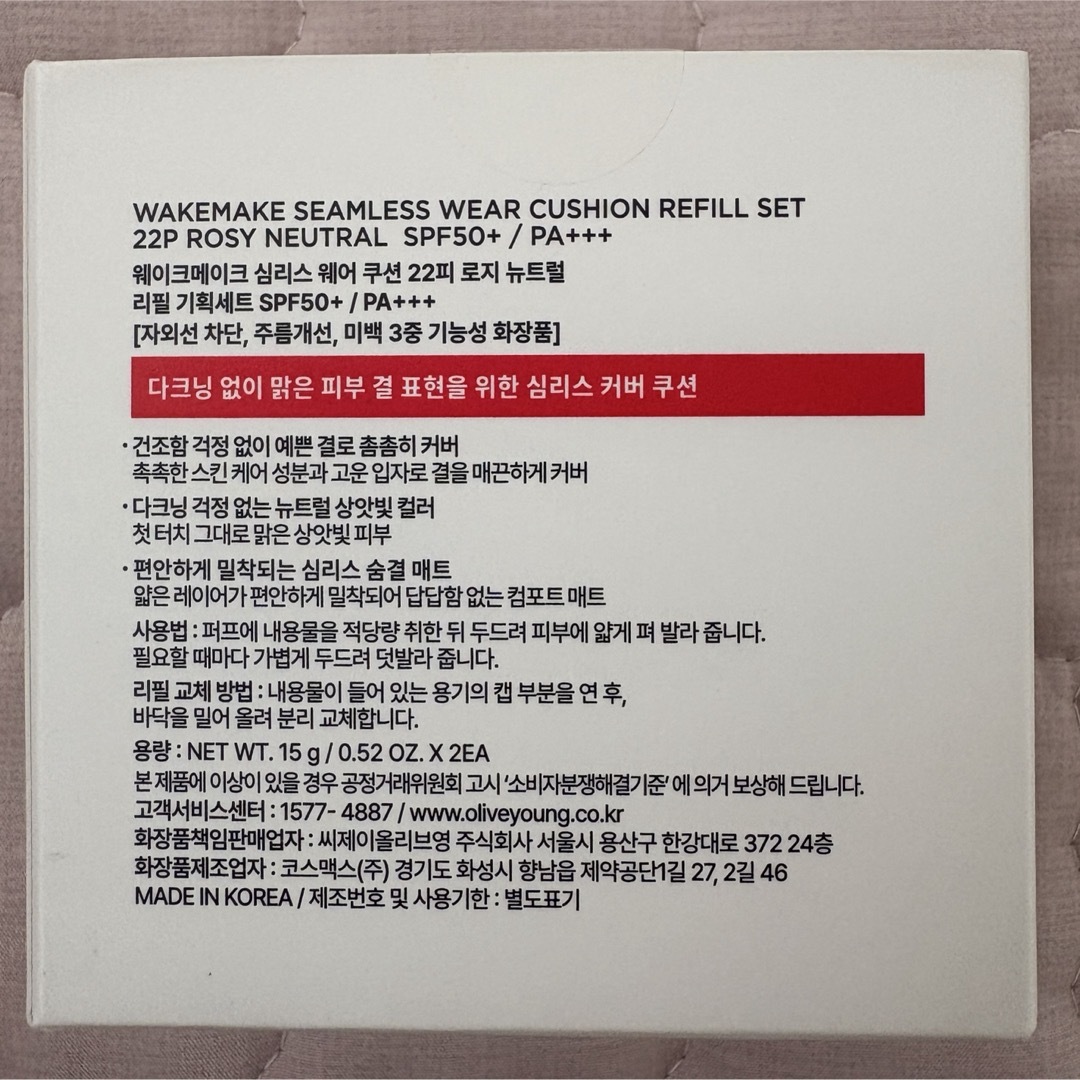 WAKEMAKE SEAMLESS WEAR CUSHION REFILL SET
22P ROSY NEUTRAL SPF50+ / PA+++
웨이크메이크 심리스 웨어 쿠션 22피 로지 뉴트럴
리필 기획세트 SPF50+ / PA+++
[자외선 차단, 주름개선, 미백 3중 기능성 화장품]
다크닝 없이 맑은 피부 결 표현을 위한 심리스 커버 쿠션
· 건조함 걱정 없이 예쁜 결로 촘촘히 커버
촉촉한 스킨 케어 성분과 고운 입자로 결을 매끈하게 커버
· 다크닝 걱정 없는 뉴트럴 상앗빛 컬러
첫 터치 그대로 맑은 상앗빛 피부
· 편안하게 밀착되는 심리스 숨결 매트
얇은 레이어가 편안하게 밀착되어 답답함 없는 컴포트 매트
사용법 : 퍼프에 내용물을 적당량 취한 뒤 두드려 피부에 얇게 펴 발라 줍니다.
필요할 때마다 가볍게 두드려 덧발라 줍니다.
리필 교체 방법 : 내용물이 들어 있는 용기의 캡 부분을 연 후,
바닥을 밀어 올려 분리 교체합니다.
용량 : NET WT. 15 g / 0.52 OZ. X 2EA
본 제품에 이상이 있을 경우 공정거래위원회 고시 '소비자분쟁해결기준' 에 의거 보상해 드립니다.
고객서비스센터 : 1577- 4887 / www.oliveyoung.co.kr
화장품책임판매업자 : 씨제이올리브영 주식회사 서울시 용산구 한강대로 372 24층
화장품제조업자 : 코스맥스(주) 경기도 화성시 향남읍 제약공단1길 27, 2길 46
MADE IN KOREA / 제조번호 및 사용기한 : 별도표기